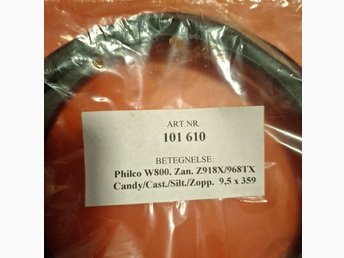 ART.NR.
101 610
BETEGNELSE:
Philco W800. Zan. Z918X/968TX
Candy/Cast./Silt./Zopp. 9,5 x 359